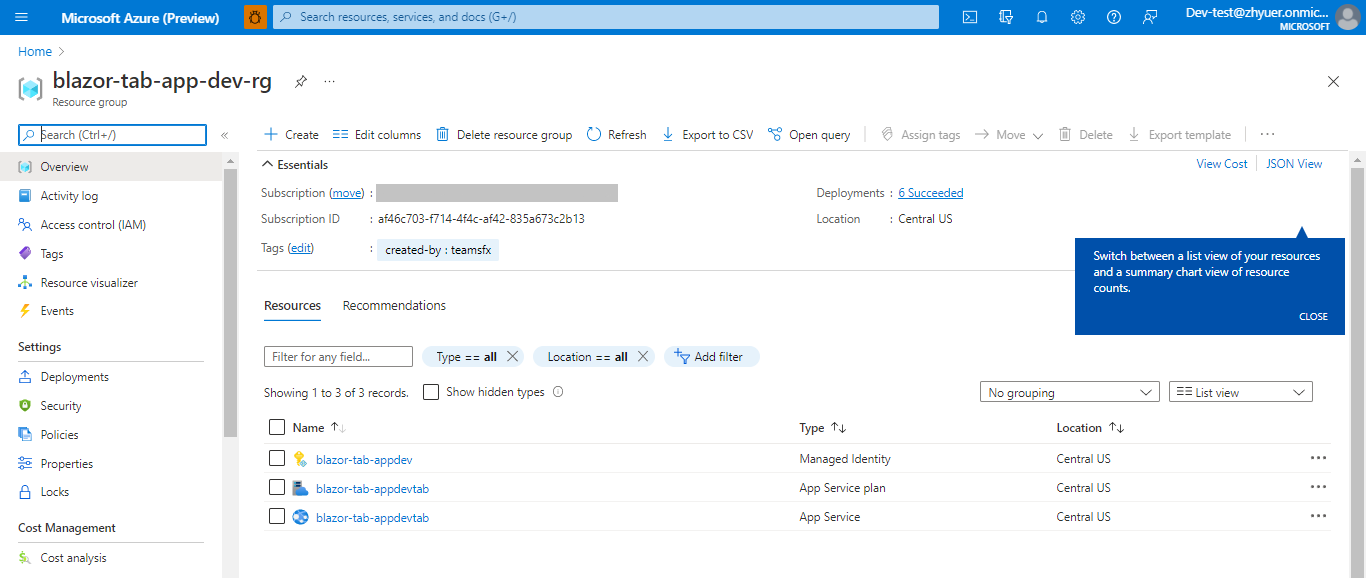 Microsoft Azure (Preview)
Search resources, services, and docs (G+/)
Dev-test@zhyuer.onmic...
MICROSOFT
Home
blazor-tab-app-dev-rg
Resource group
Search (Ctrl+/)
Overview
Activity log
Access control (IAM)
Tags
Resource visualizer
Events
Settings
Deployments
Security
Policies
Properties
Locks
Cost Management
Cost analysis
Create
Edit columns
Delete resource group
Refresh
Export to CSV
Open query
Assign tags
Move
Delete
Export template
Essentials
View Cost
JSON View
Subscription (move) :
Deployments : 6 Succeeded
Subscription ID : af46c703-f714-4f4c-af42-835a673c2b13
Location : Central US
Tags (edit) : created-by : teamsfx
Switch between a list view of your resources
and a summary chart view of resource
counts.
CLOSE
Resources Recommendations
Filter for any field...
Type == all
Location == all
Add filter
Showing 1 to 3 of 3 records.
Show hidden types
No grouping
List view
Name Type Location
blazor-tab-appdev Managed Identity Central US
blazor-tab-appdevtab App Service plan Central US
blazor-tab-appdevtab App Service Central US